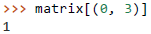 >>> matrix[(0, 3)]
1